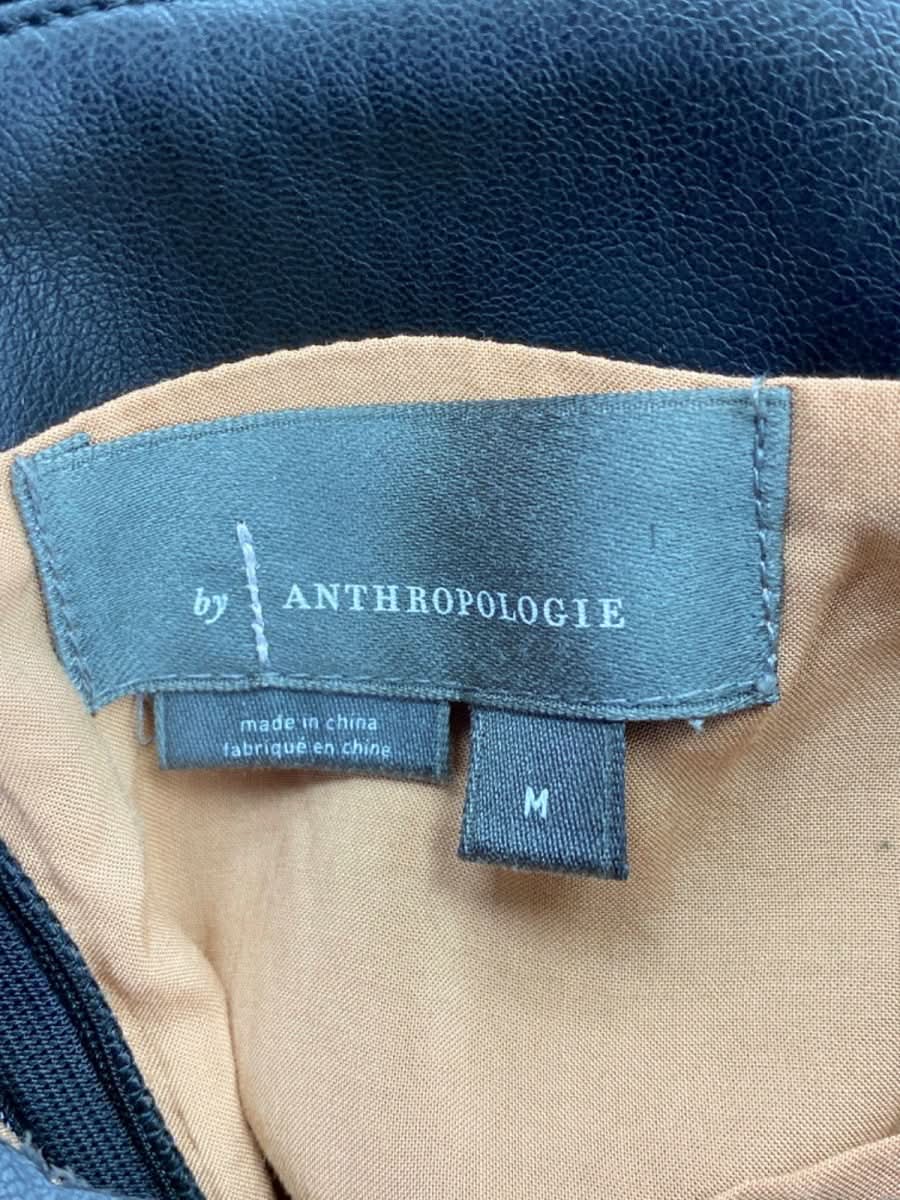 by ANTHROPOLOGIE
made in china
fabriqué en chine
M